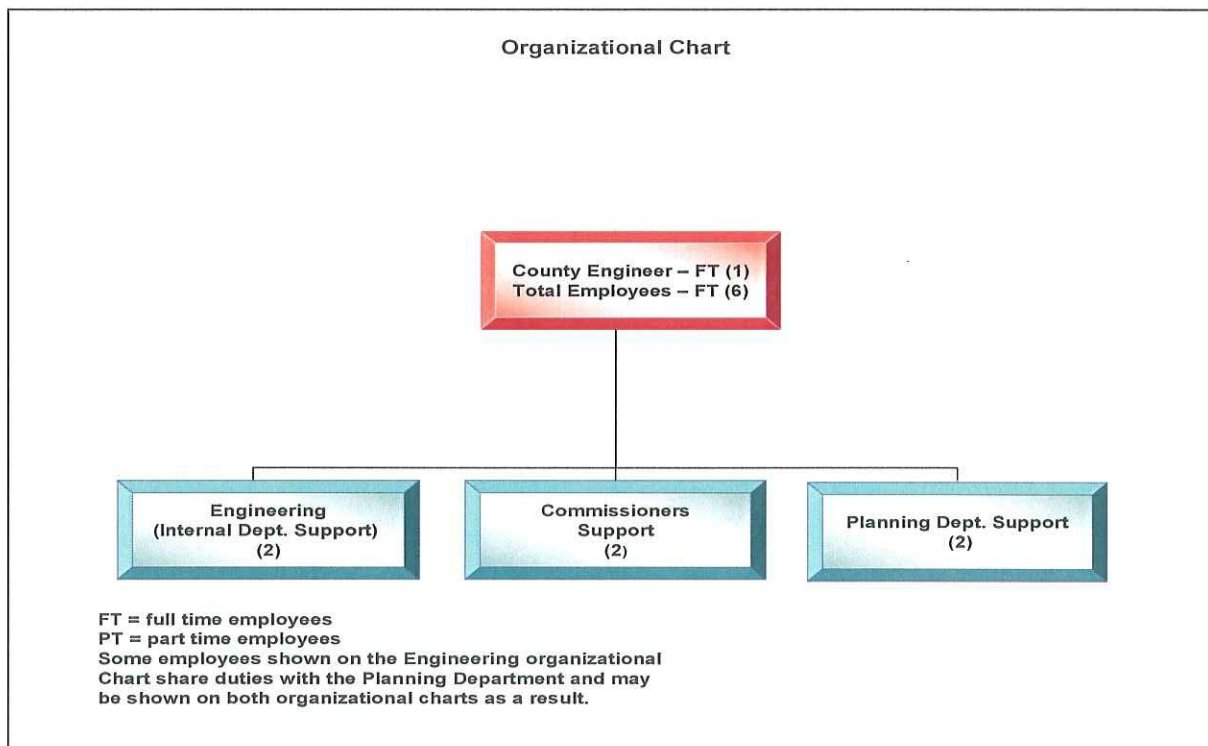 Organizational Chart
County Engineer – FT (1)
Total Employees – FT (6)
Engineering
(Internal Dept. Support)
(2)
Commissioners
Support
(2)
Planning Dept. Support
(2)
FT = full time employees
PT = part time employees
Some employees shown on the Engineering organizational
Chart share duties with the Planning Department and may
be shown on both organizational charts as a result.